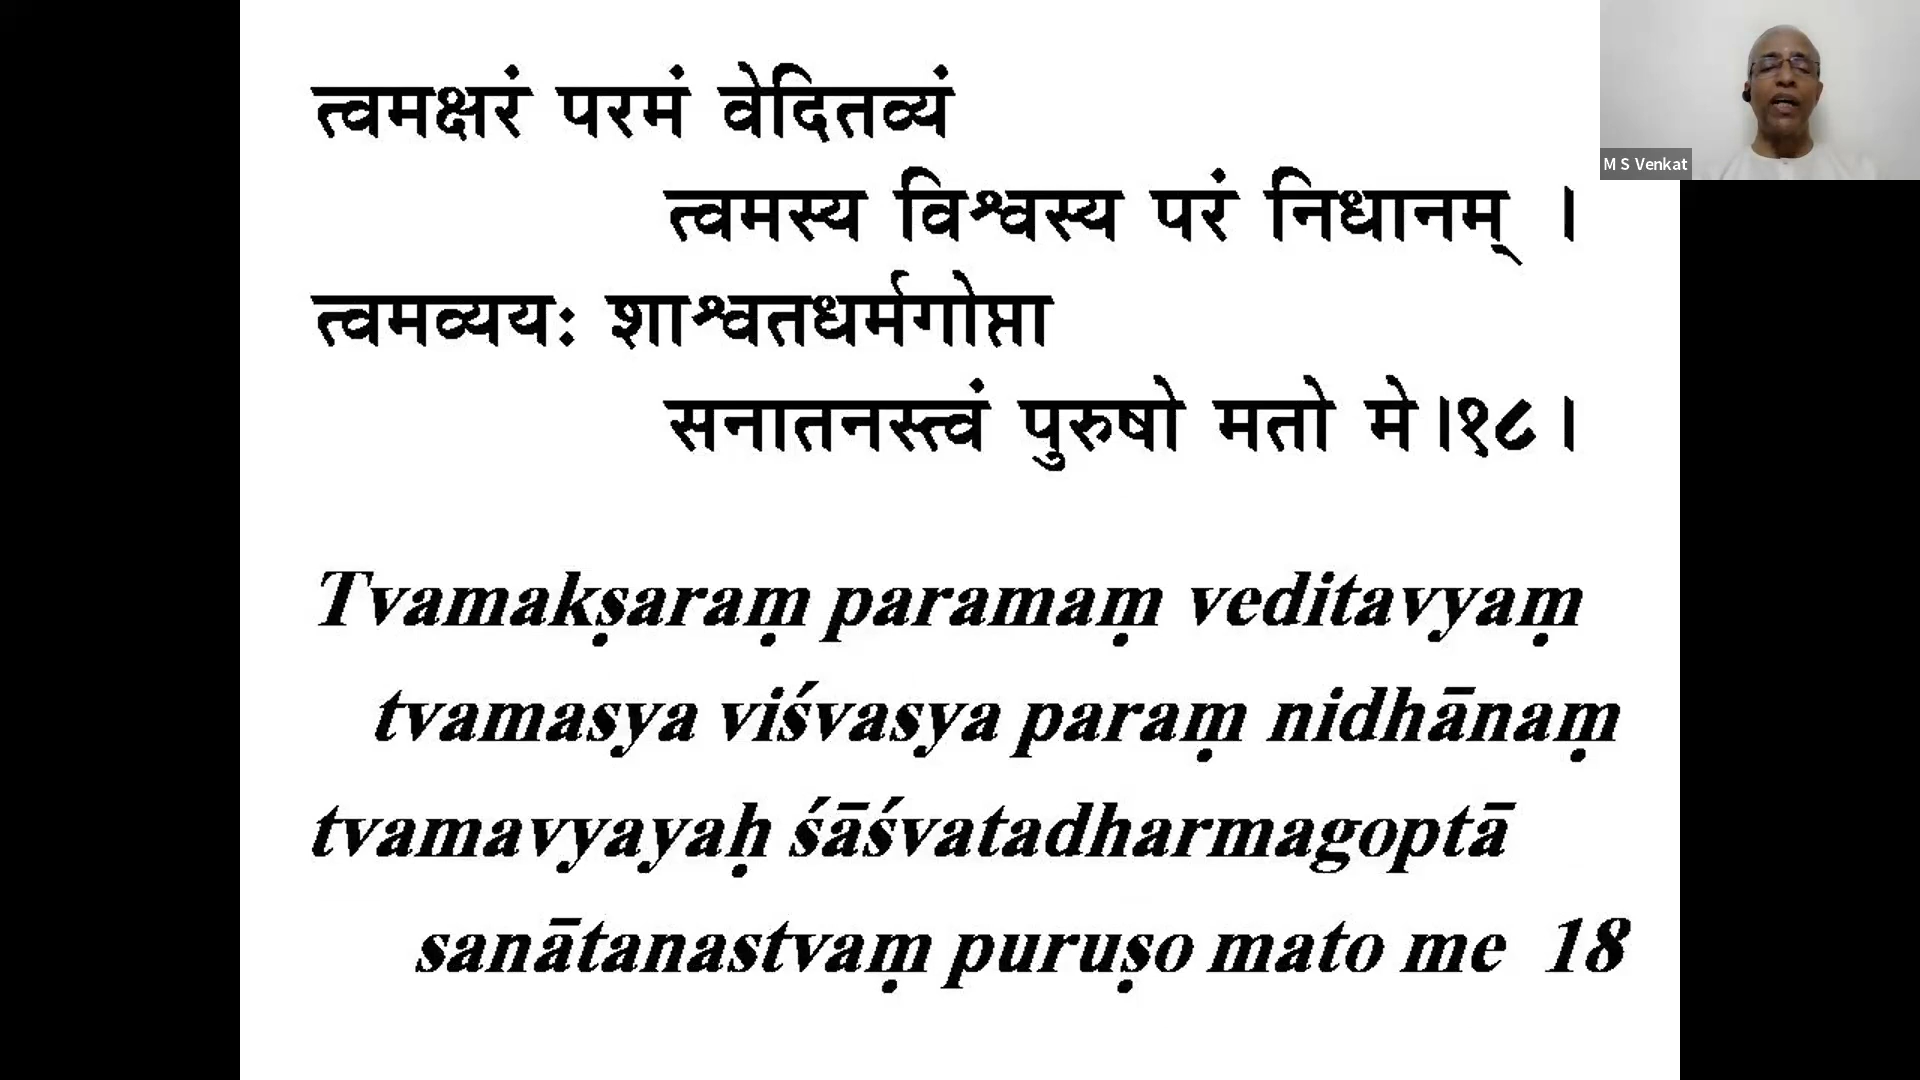 त्वमक्षरं परमं वेदितव्यं
त्वमस्य विश्वस्य परं निधानम् ।
त्वमव्ययः शाश्वतधर्मगोप्ता
सनातनस्त्वं पुरुषो मतो मे।१८।
Tvamakṣaraṃ paramaṃ veditavyaṃ
tvamasya viśvasya paraṃ nidhānaṃ
tvamavyayaḥ śāśvatadharmagoptā
sanātanastvaṃ puruṣo mato me 18
M S Venkat